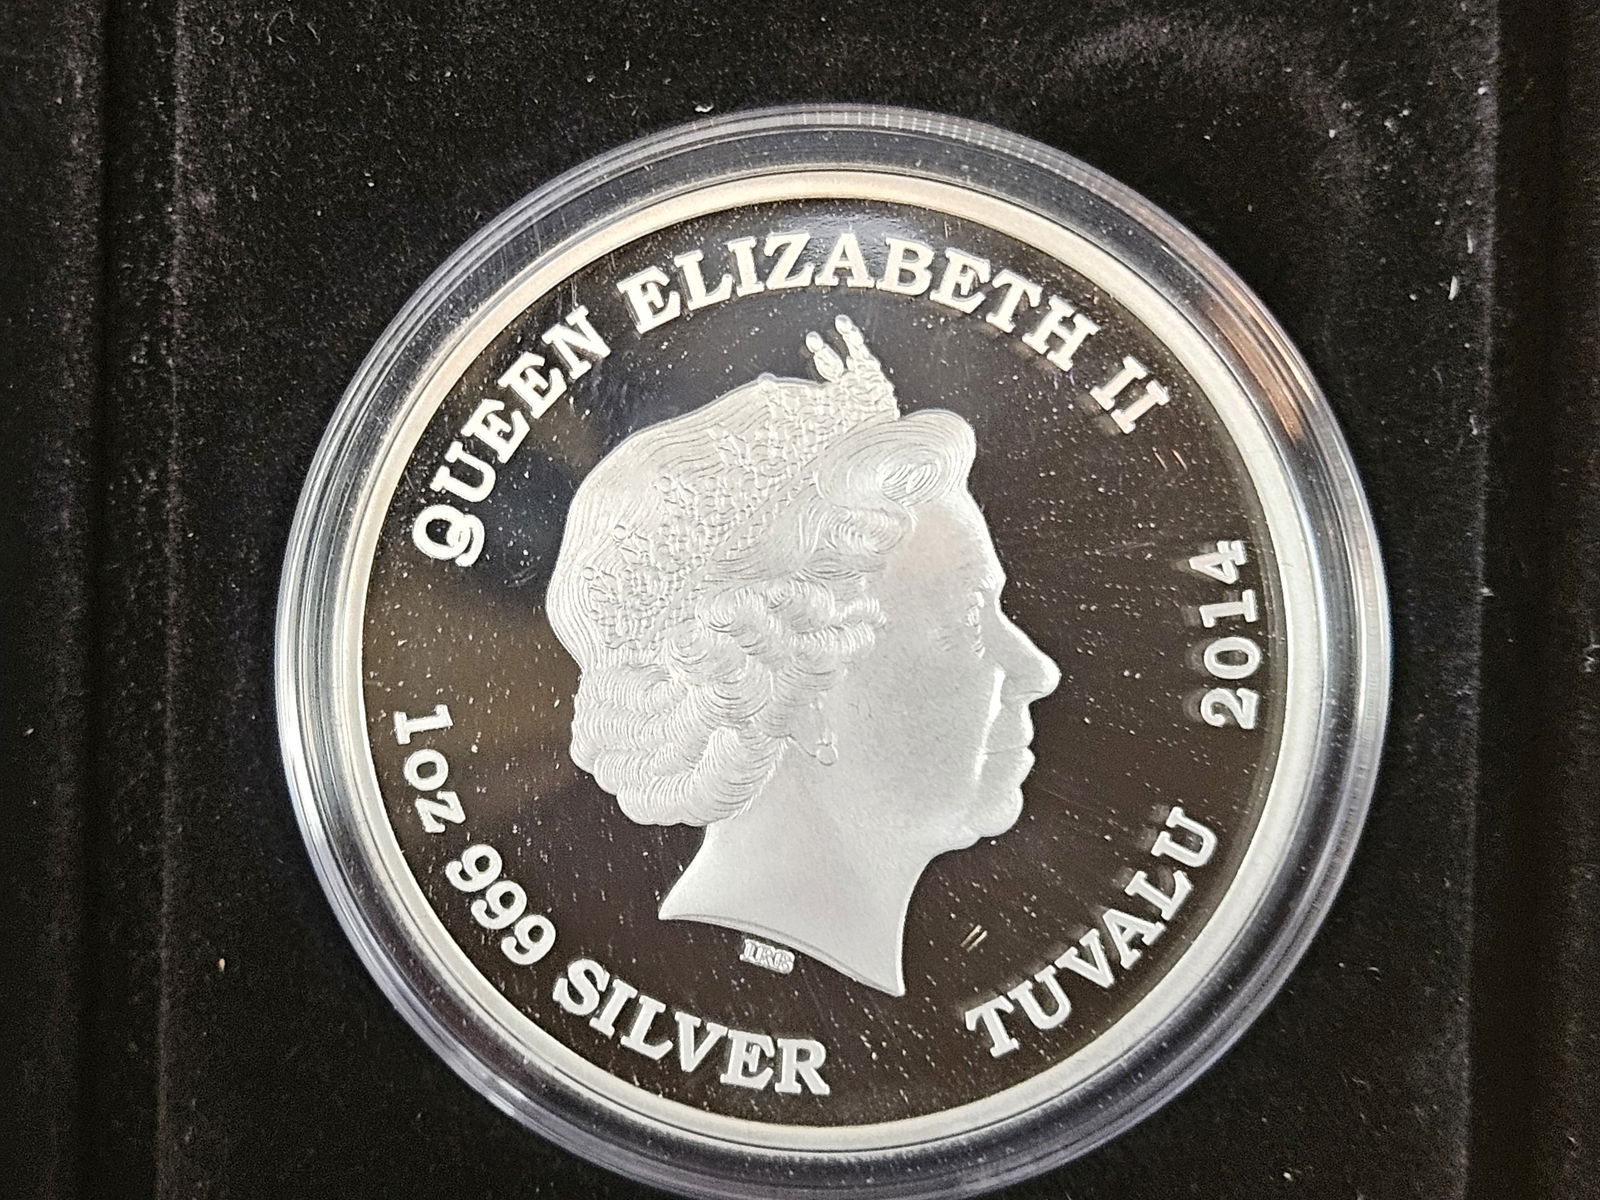 QUEEN ELIZABETH II 2014
1oz 999 SILVER TUVALU
IRB